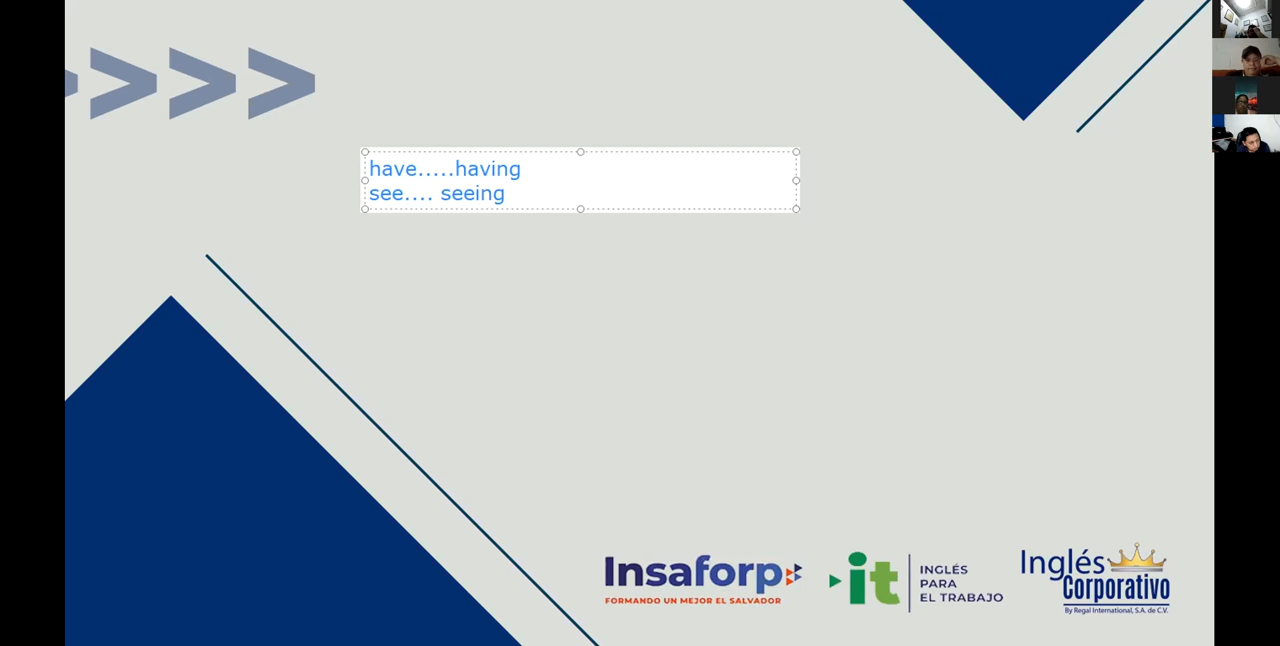 have.....having
see.... seeing
Insaforp
FORMANDO UN MEJOR EL SALVADOR
it
INGLÉS
PARA
EL TRABAJO
Inglés
Corporativo
By Regal International, S.A. de C.V.